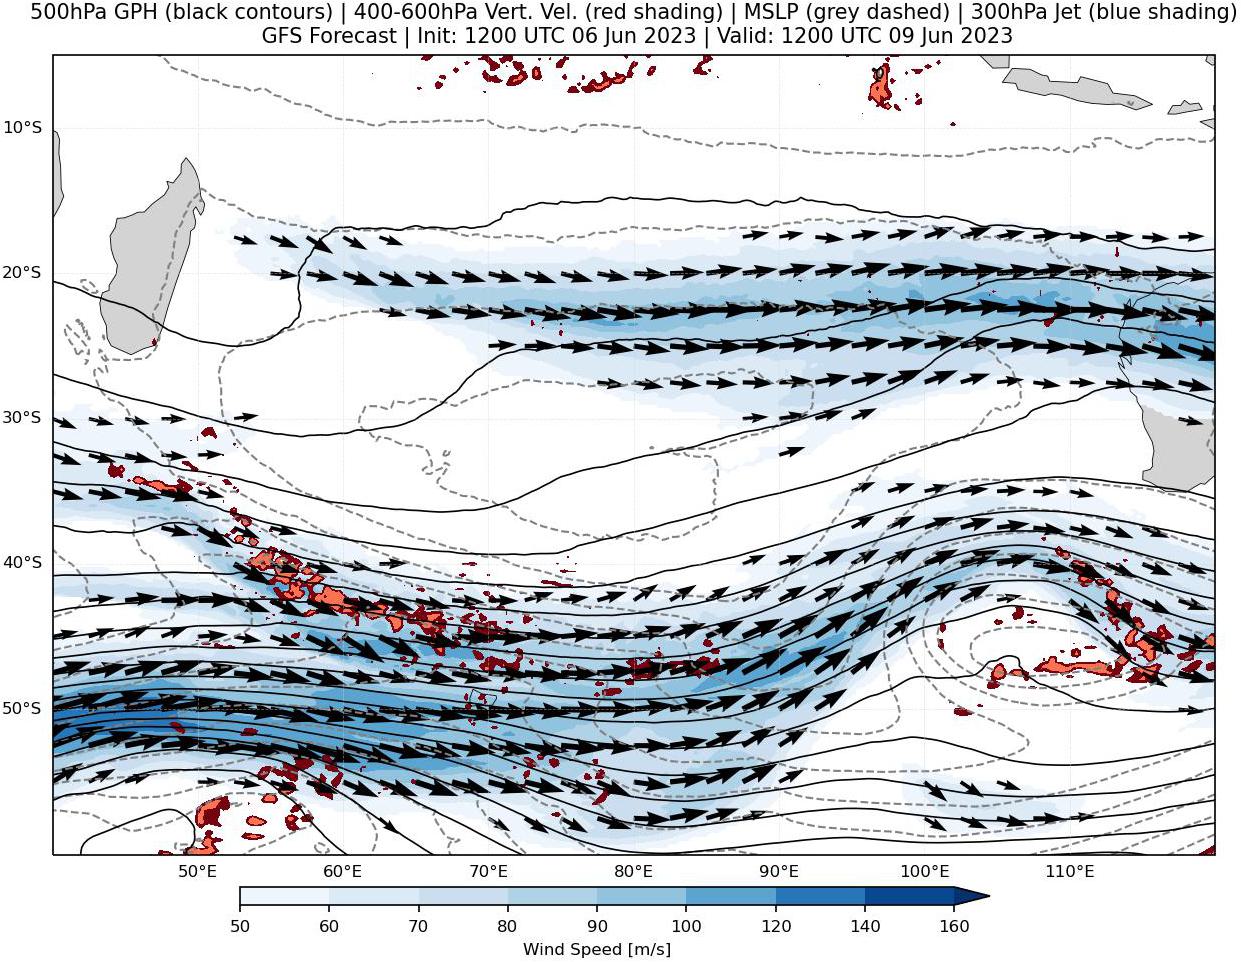 500hPa GPH (black contours) | 400-600hPa Vert. Vel. (red shading) | MSLP (grey dashed) | 300hPa Jet (blue shading)
GFS Forecast | Init: 1200 UTC 06 Jun 2023 | Valid: 1200 UTC 09 Jun 2023
10°S
20°S
30°S
40°S
50°S
50°E 60°E 70°E 80°E 90°E 100°E 110°E
50 60 70 80 90 100 120 140 160
Wind Speed [m/s]